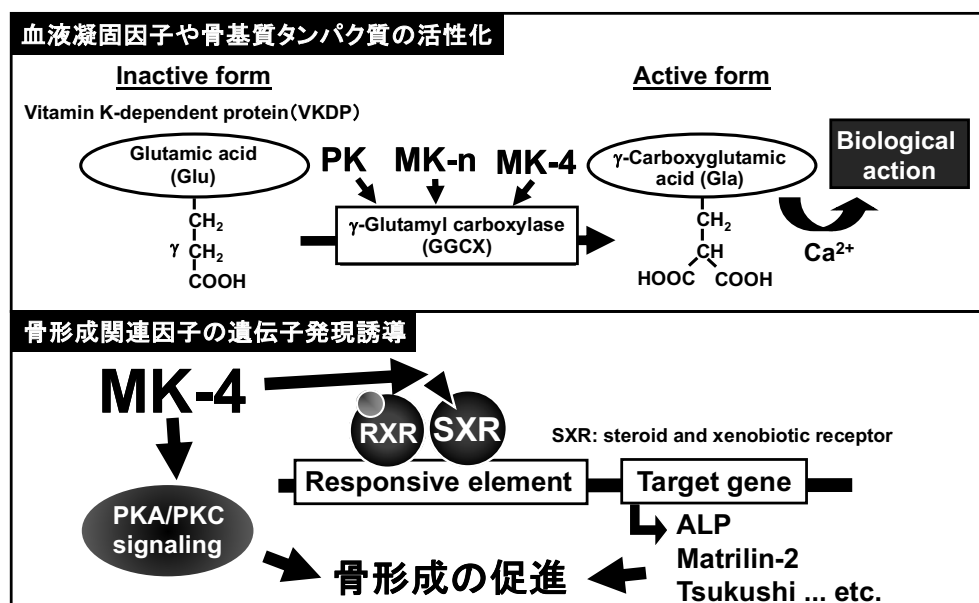 血液凝固因子や骨基質タンパク質の活性化
Inactive form
Active form
Vitamin K-dependent protein(VKDP)
Glutamic acid
(Glu)
PK
MK-n
MK-4
γ-Carboxyglutamic
acid (Gla)
Biological
action
γ-Glutamyl carboxylase
(GGCX)
CH2
γ CH2
COOH
CH2
CH
HOOC COOH
Ca2+
骨形成関連因子の遺伝子発現誘導
MK-4
RXR
SXR
SXR: steroid and xenobiotic receptor
Responsive element
Target gene
PKA/PKC
signaling
ALP
Matrilin-2
Tsukushi ... etc.
骨形成の促進